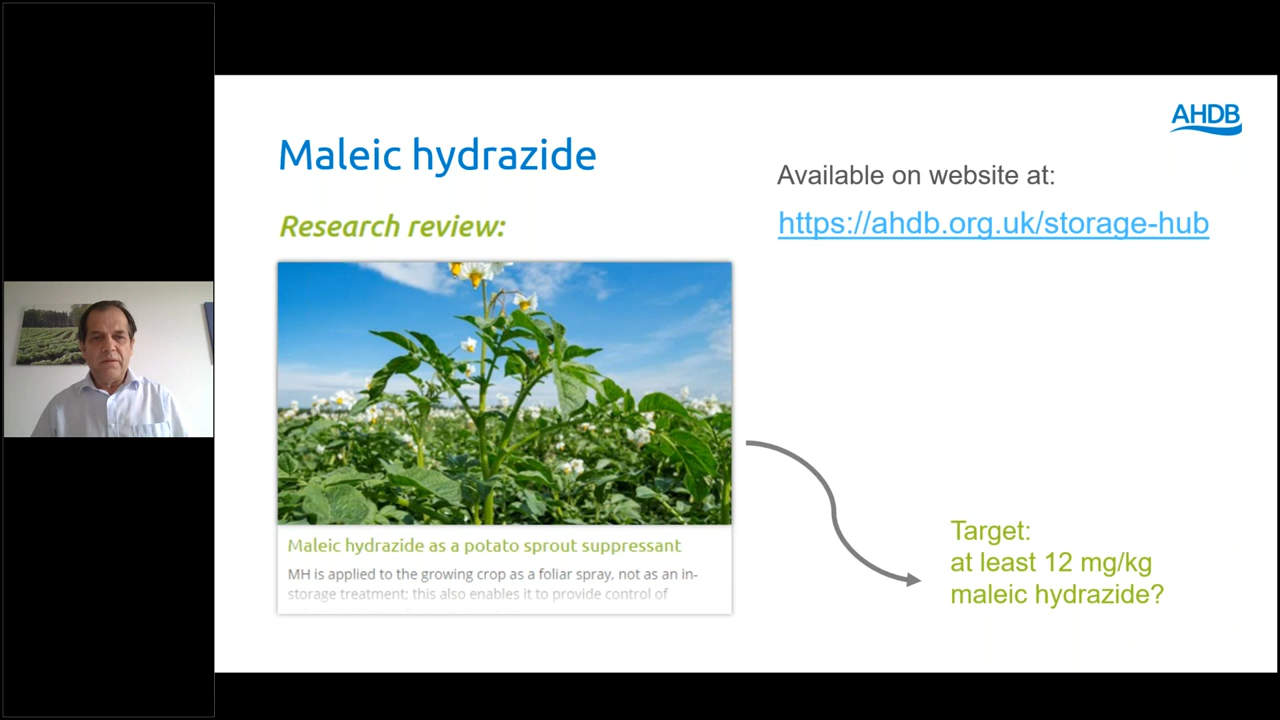 AHDB
Maleic hydrazide
Research review:
Available on website at:
https://ahdb.org.uk/storage-hub
Maleic hydrazide as a potato sprout suppressant
MH is applied to the growing crop as a foliar spray, not as an in-
storage treatment; this also enables it to provide control of
Target:
at least 12 mg/kg
maleic hydrazide?